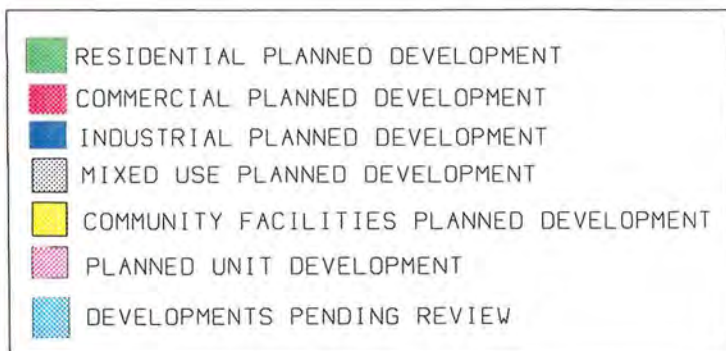 RESIDENTIAL PLANNED DEVELOPMENT
COMMERCIAL PLANNED DEVELOPMENT
INDUSTRIAL PLANNED DEVELOPMENT
MIXED USE PLANNED DEVELOPMENT
COMMUNITY FACILITIES PLANNED DEVELOPMENT
PLANNED UNIT DEVELOPMENT
DEVELOPMENTS PENDING REVIEW